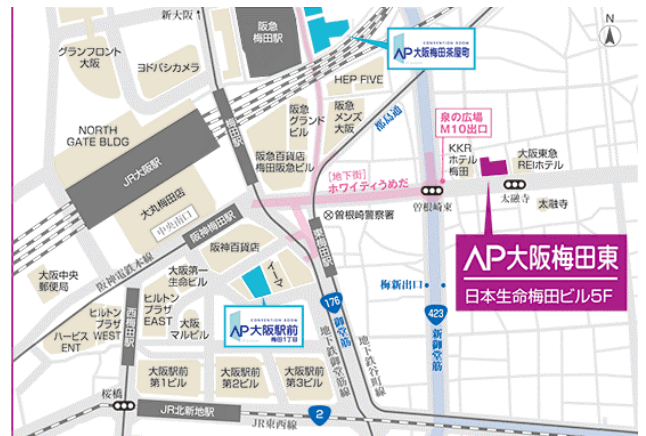 新大阪
N
阪急
梅田駅
CONVENTION ROOM
AP大阪梅田茶屋町
グランフロント
大阪
ヨドバシカメラ
HEP FIVE
阪急
グランド
ビル
阪急
メンズ
大阪
都島通
泉の広場
M10出口
NORTH
GATE BLDG
梅田駅
KKR
ホテル
梅田
大阪東急
REIホテル
JR大阪駅
阪急百貨店
梅田阪急ビル
[地下街]
ホワイティうめだ
大丸梅田店
中央南口
阪神梅田駅
曽根崎警察署
曽根崎東
太融寺
太融寺
阪神百貨店
東梅田駅
AP大阪梅田東
日本生命梅田ビル5F
阪神電鉄本線
大阪中央
郵便局
大阪第一
生命ビル
イーマ
梅新出口
西梅田駅
ヒルトン
プラザ
EAST
ヒルトン
プラザ
WEST
大阪
マルビル
CONVENTION ROOM
AP大阪駅前
梅田1丁目
176
御堂筋
423
新御堂筋
ハービス
ENT
地下鉄御堂筋線
地下鉄谷町線
大阪駅前
第1ビル
大阪駅前
第2ビル
大阪駅前
第3ビル
桜橋
JR北新地駅
JR東西線
2